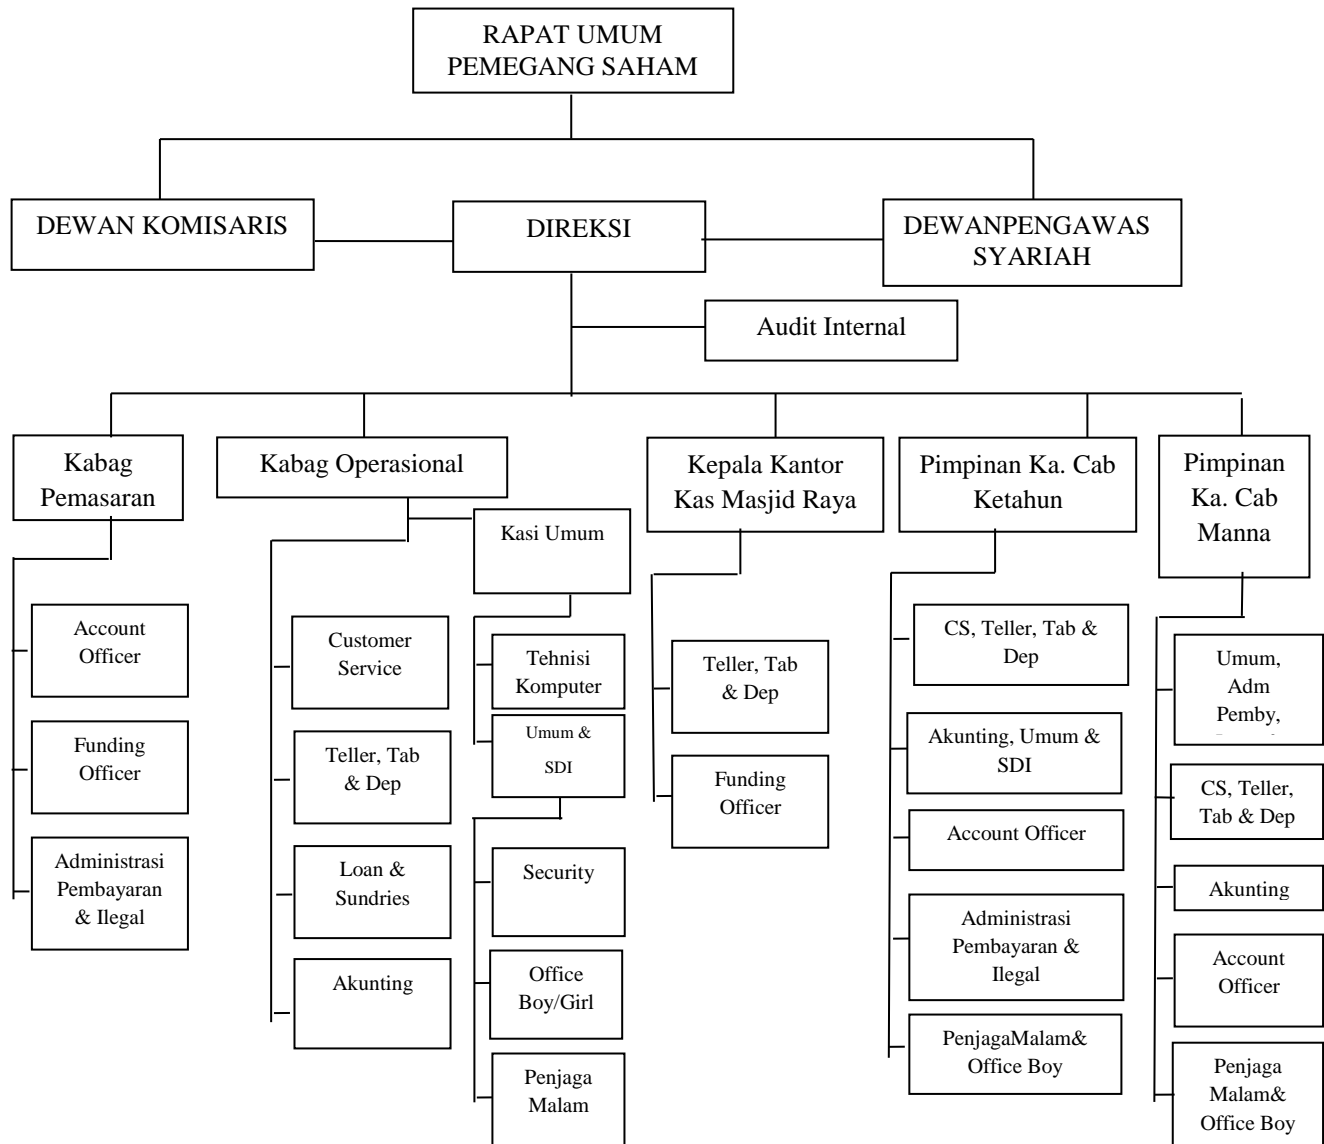 RAPAT UMUM
PEMEGANG SAHAM
DEWAN KOMISARIS
DIREKSI
DEWANPENGAWAS
SYARIAH
Audit Internal
Kabag
Pemasaran
Kabag Operasional
Kepala Kantor
Kas Masjid Raya
Pimpinan Ka. Cab
Ketahun
Pimpinan
Ka. Cab
Manna
Account
Officer
Funding
Officer
Administrasi
Pembayaran
& Ilegal
Customer
Service
Teller, Tab
& Dep
Loan &
Sundries
Akunting
Kasi Umum
Tehnisi
Komputer
Umum &
SDI
Security
Office
Boy/Girl
Penjaga
Malam
Teller, Tab
& Dep
Funding
Officer
CS, Teller, Tab &
Dep
Akunting, Umum &
SDI
Account Officer
Administrasi
Pembayaran &
Ilegal
PenjagaMalam&
Office Boy
Umum,
Adm
Pemby,
CS, Teller,
Tab & Dep
Akunting
Account
Officer
Penjaga
Malam&
Office Boy